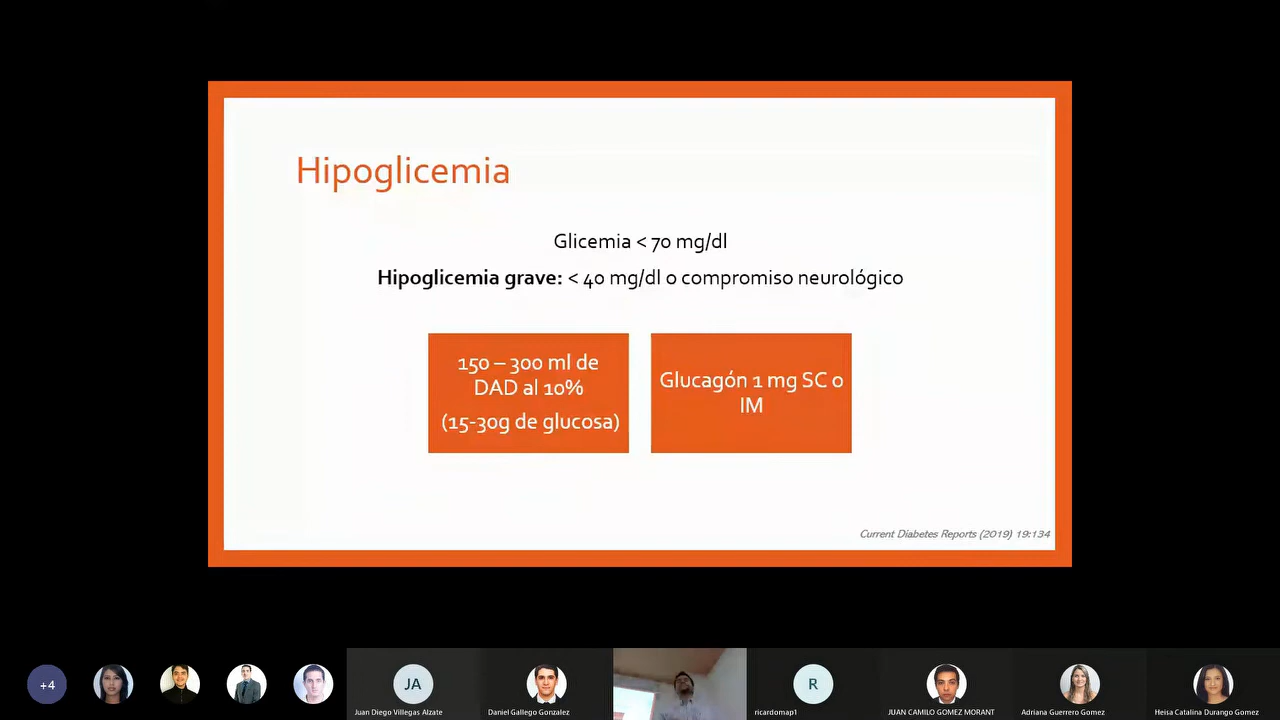 Hipoglicemia
Glicemia < 70 mg/dl
Hipoglicemia grave: < 40 mg/dl o compromiso neurológico
150 – 300 ml de
DAD al 10%
(15-30g de glucosa)
Glucagón 1 mg SC o
IM
Current Diabetes Reports (2019) 19:134
+4
JA
R
Juan Diego Villegas Alzate
Daniel Gallego Gonzalez
ricardomap1
JUAN CAMILO GOMEZ MORANT
Adriana Guerrero Gomez
Heisa Catalina Durango Gomez